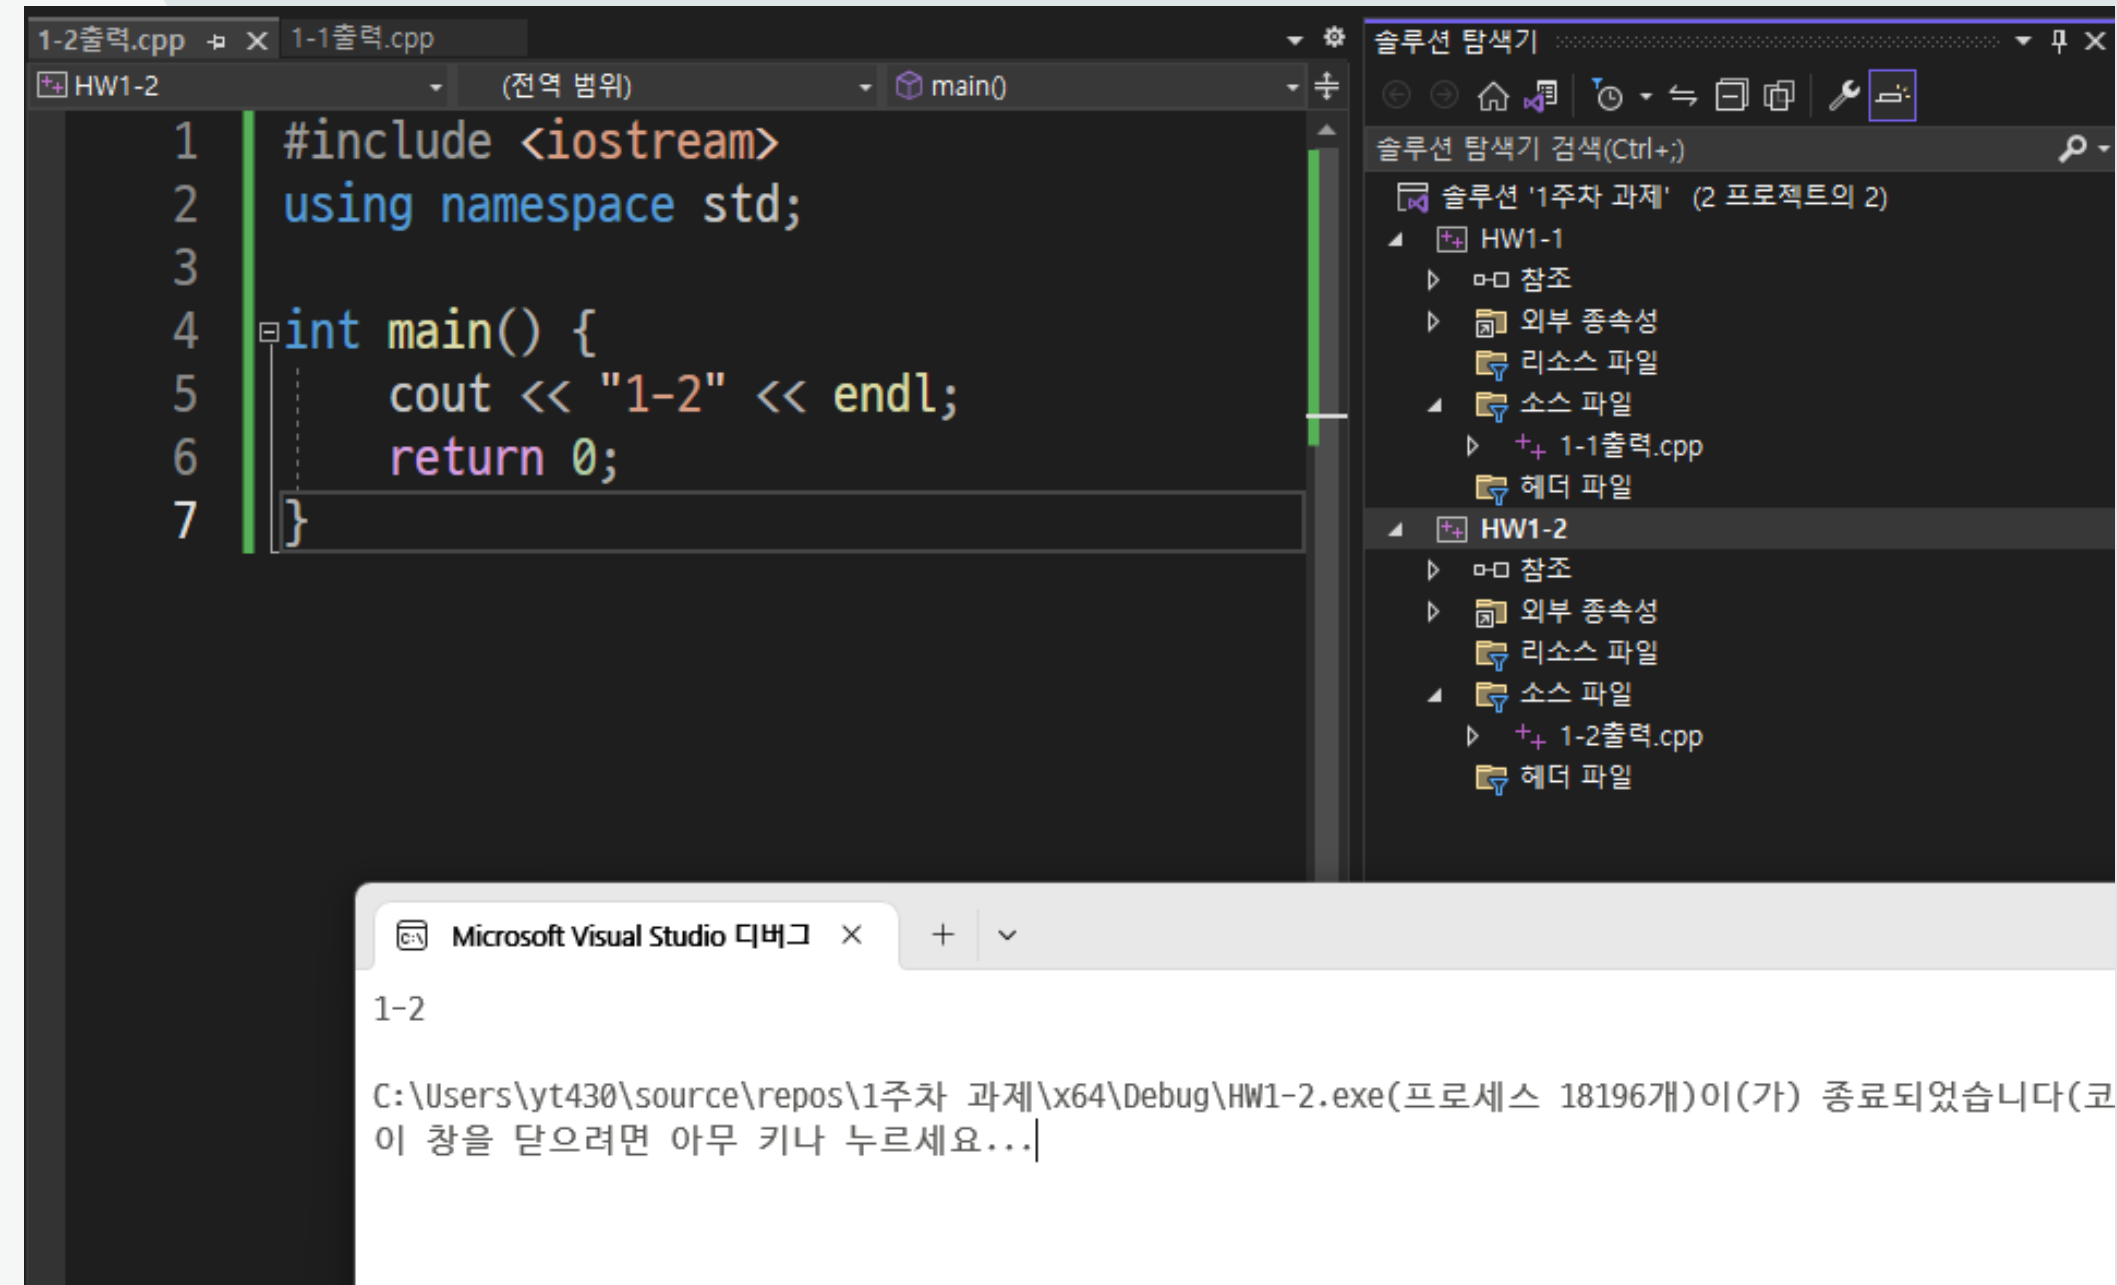 1-2출력.cpp
1-1출력.cpp
HW1-2
(전역 범위)
main()
1 #include <iostream>
2 using namespace std;
3
4 int main() {
5 cout << "1-2" << endl;
6 return 0;
7 }
솔루션 탐색기
솔루션 탐색기 검색(Ctrl+;)
솔루션 '1주차 과제' (2 프로젝트의 2)
HW1-1
참조
외부 종속성
리소스 파일
소스 파일
1-1출력.cpp
헤더 파일
HW1-2
참조
외부 종속성
리소스 파일
소스 파일
1-2출력.cpp
헤더 파일
Microsoft Visual Studio 디버그
1-2
C:\Users\yt430\source\repos\1주차 과제\x64\Debug\HW1-2.exe(프로세스 18196개)이(가) 종료되었습니다(코
이 창을 닫으려면 아무 키나 누르세요...